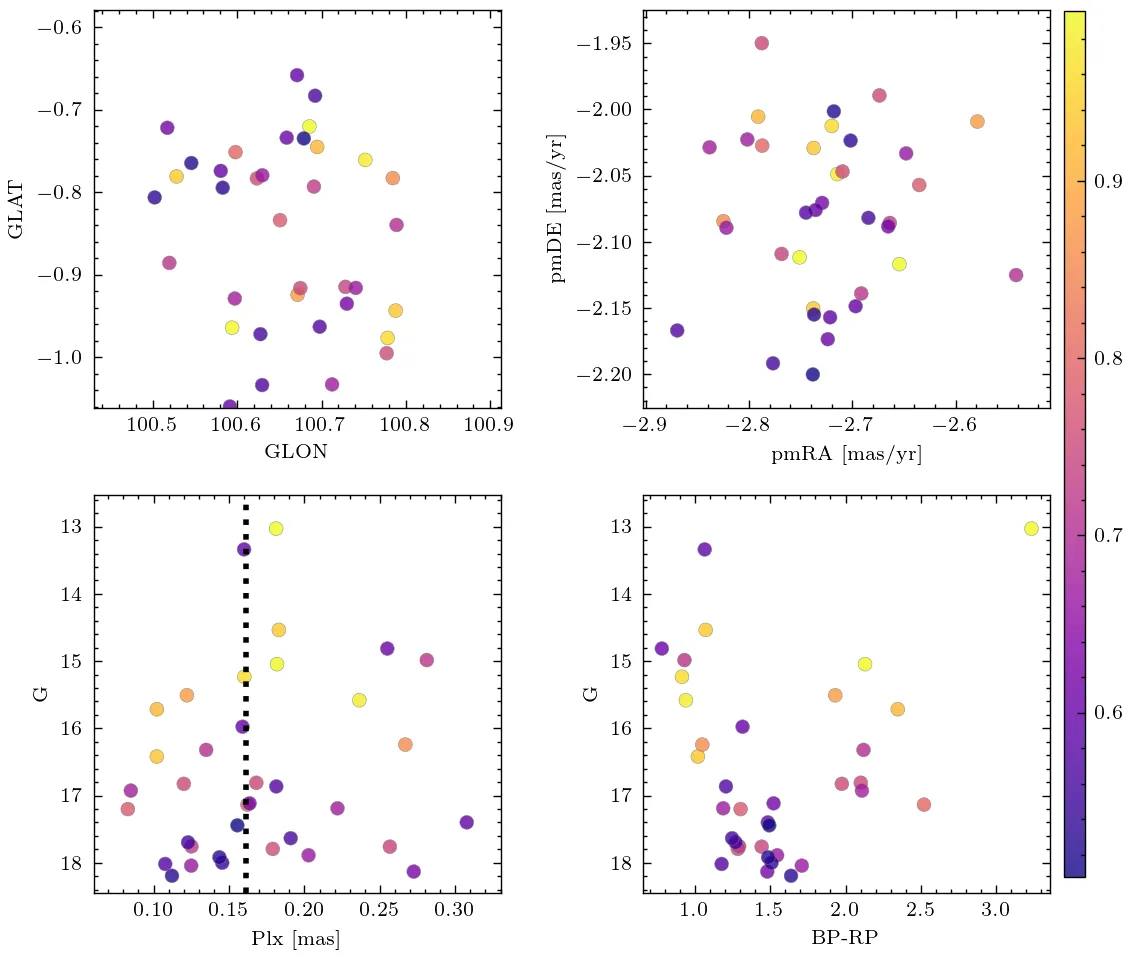 −0.6
−0.7
−0.8
−0.9
−1.0
GLAT
100.5 100.6 100.7 100.8 100.9
GLON
−1.95
−2.00
−2.05
−2.10
−2.15
−2.20
pmDE [mas/yr]
−2.9 −2.8 −2.7 −2.6
pmRA [mas/yr]
0.9
0.8
0.7
0.6
13
14
15
16
17
18
G
0.10 0.15 0.20 0.25 0.30
Plx [mas]
13
14
15
16
17
18
G
1.0 1.5 2.0 2.5 3.0
BP-RP